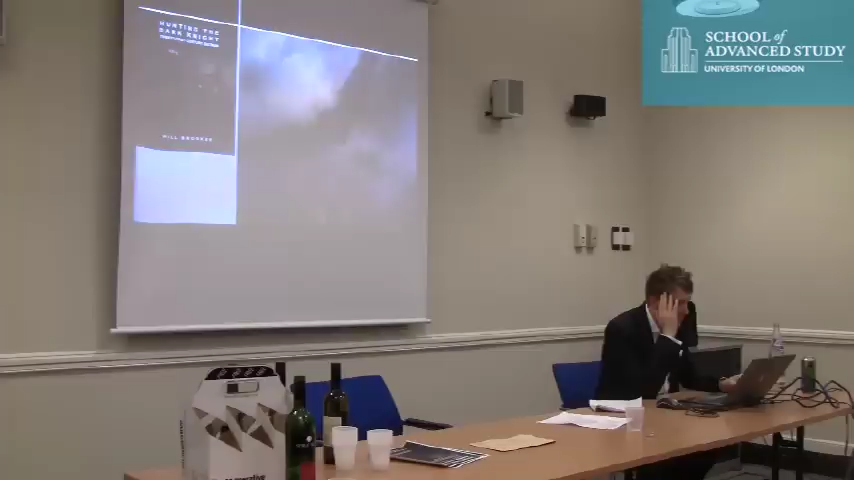 HUNTING THE
DARK KNIGHT
WILL BROOKER
SCHOOL of
ADVANCED STUDY
UNIVERSITY OF LONDON